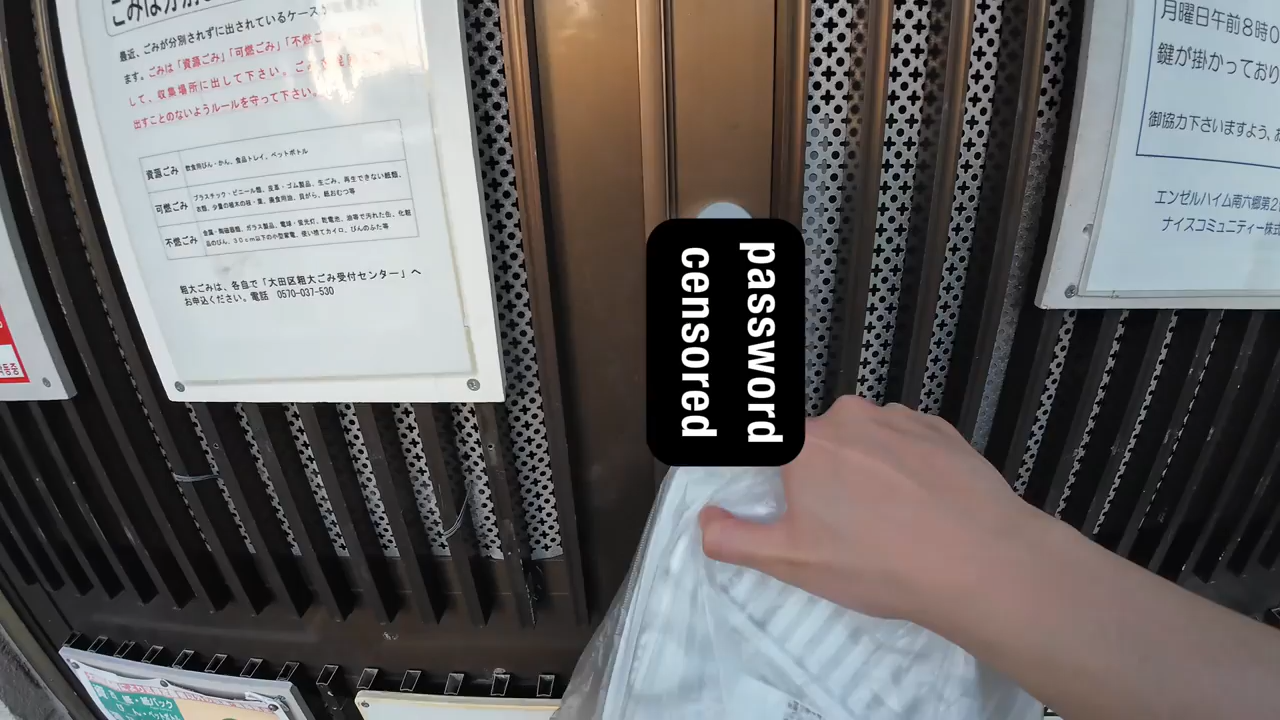 ごみは分別
最近、ごみが分別されずに出されているケース
ます。ごみは「資源ごみ」「可燃ごみ」「不燃ご
して、収集場所に出して下さい。
出すことのないようルールを守って下さい。
資源ごみ 飲食用びん・かん、食品トレイ、ペットボトル
可燃ごみ プラスチック・ビニール類、皮革・ゴム製品、生ごみ、再生できない紙類、
衣類、少量の植木の枝・葉、廃食用油、貝がら、紙おむつ等
不燃ごみ 金属・陶磁器類、ガラス製品、電球・蛍光灯、乾電池、油等で汚れた缶、化粧
品のびん、30cm以下の小型家電、使い捨てカイロ、びんのふた等
粗大ごみは、各自で「大田区粗大ごみ受付センター」へ
お申込ください。電話 0570-037-530
password
censored
月曜日午前8時0
鍵が掛かっており
御協力下さいますよう、お
エンゼルハイム南六郷第2
ナイスコミュニティー株式